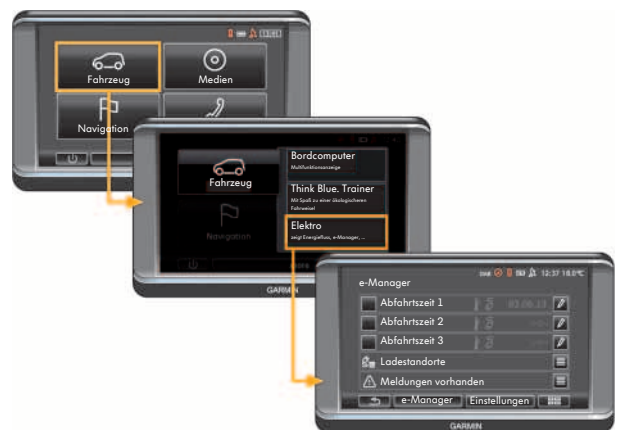 Fahrzeug
Medien
Navigation
Fahrzeug
Navigation
Bordcomputer
Multifunktionsanzeige
Think Blue. Trainer
Mit Spaß zu einer ökologischeren
Fahrweise!
Elektro
zeigt Energiefluss, e-Manager, ...
GARMIN
12:37 18.0°C
e-Manager
Abfahrtszeit 1
Abfahrtszeit 2
Abfahrtszeit 3
Ladestandorte
Meldungen vorhanden
e-Manager Einstellungen
GARMIN